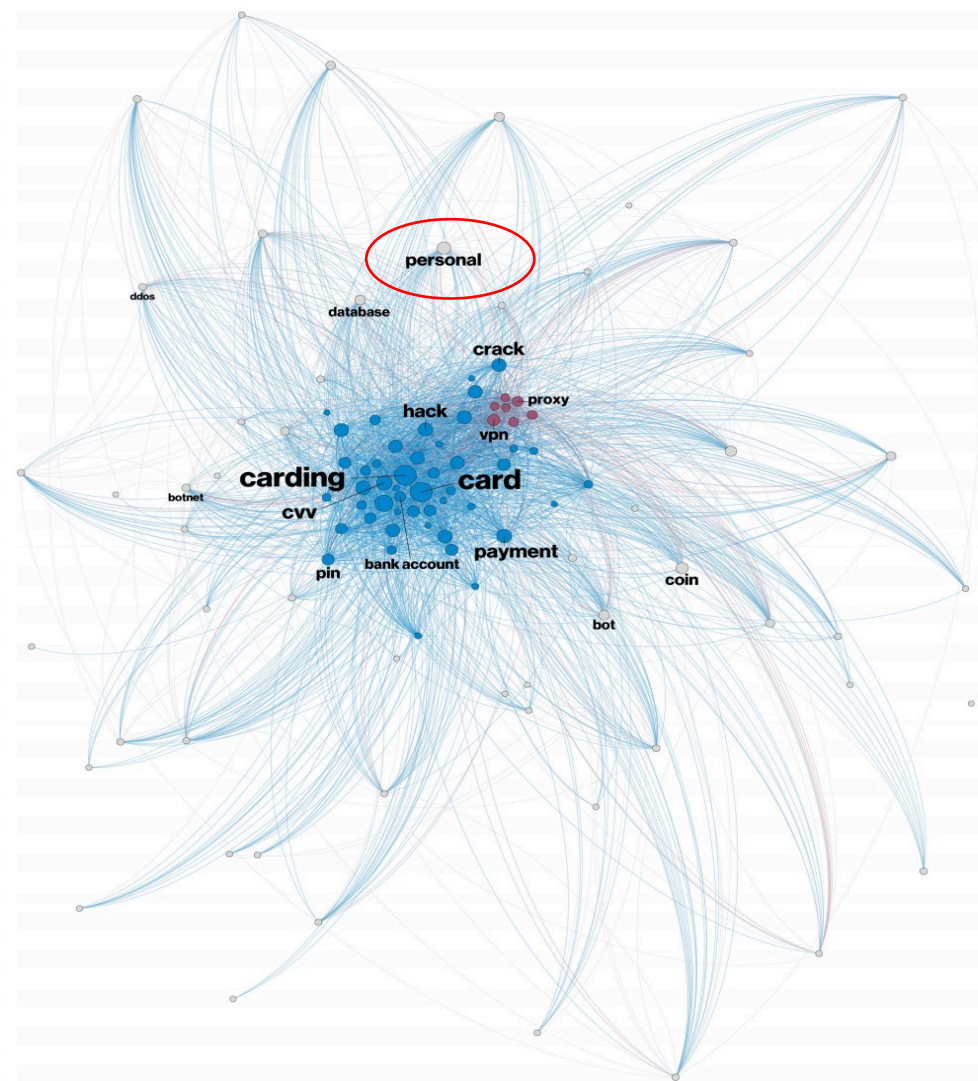 personal
ddos
database
crack
proxy
hack
vpn
carding
card
botnet
cvv
payment
bank account
pin
coin
bot